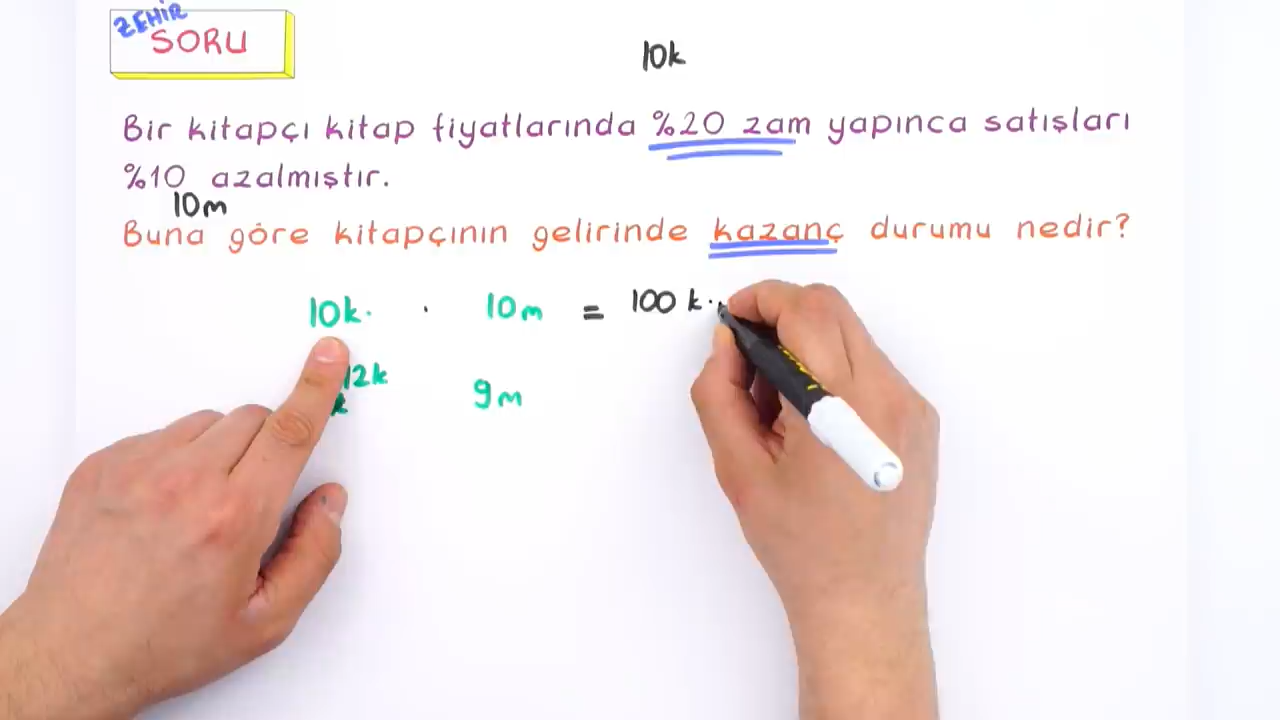 ZEHİR
SORU
10k
Bir kitapçı kitap fiyatlarında %20 zam yapınca satışları
%10 azalmıştır.
10m
Buna göre kitapçının gelirinde kazanç durumu nedir?
10k. . 10m = 100 k.
12k 9m
k